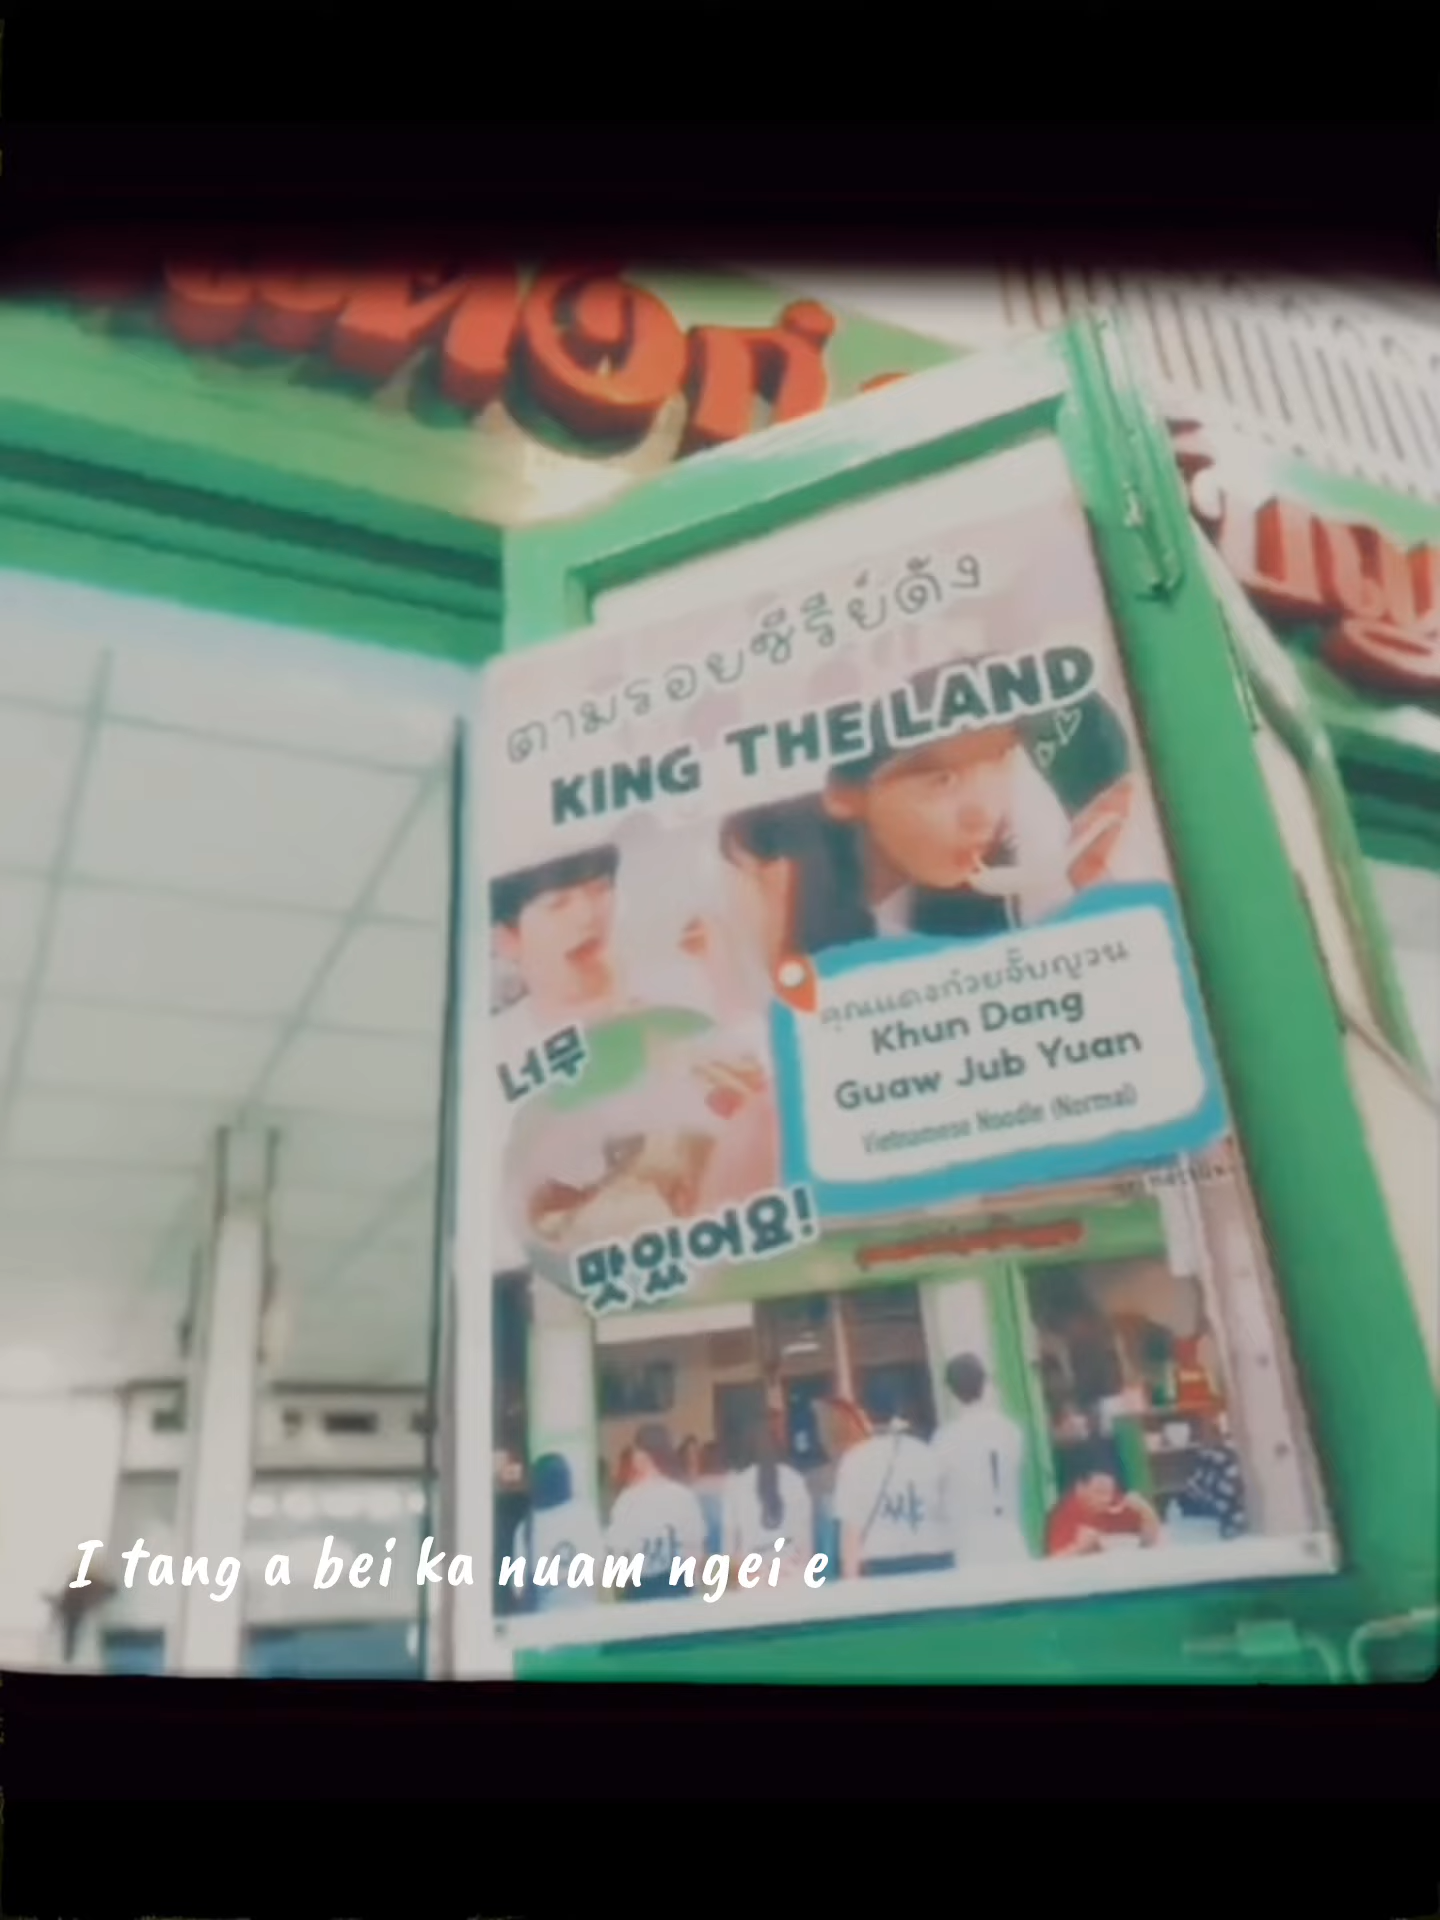 ตามรอยซีรีย์ดัง
KING THE LAND
คุณแดงก๋วยจั๊บญวน
Khun Dang
Guaw Jub Yuan
Vietnamese Noodle (Normal)
너무
맛있어요!
I tang a bei ka nuam ngei e